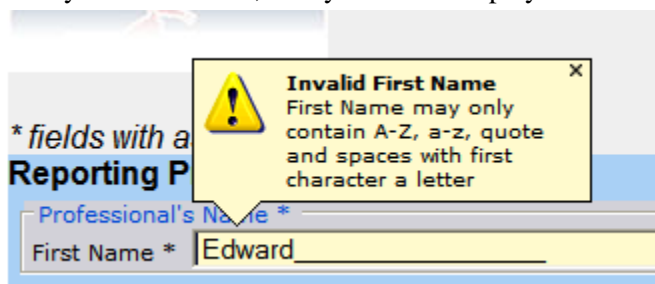 Invalid First Name
First Name may only
contain A-Z, a-z, quote
and spaces with first
character a letter
* fields with a
Reporting P
Professional's Name *
First Name * Edward_________________